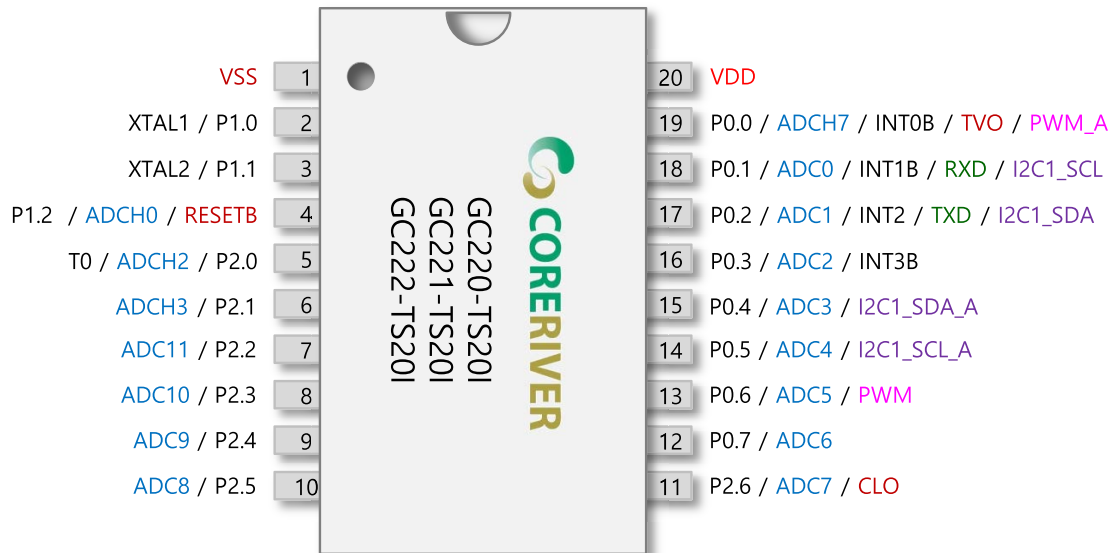 VSS 1
XTAL1 / P1.0 2
XTAL2 / P1.1 3
P1.2 / ADCH0 / RESETB 4
T0 / ADCH2 / P2.0 5
ADCH3 / P2.1 6
ADC11 / P2.2 7
ADC10 / P2.3 8
ADC9 / P2.4 9
ADC8 / P2.5 10
CORERIVER
GC220-TS20I
GC221-TS20I
GC222-TS20I
20 VDD
19 P0.0 / ADCH7 / INT0B / TVO / PWM_A
18 P0.1 / ADC0 / INT1B / RXD / I2C1_SCL
17 P0.2 / ADC1 / INT2 / TXD / I2C1_SDA
16 P0.3 / ADC2 / INT3B
15 P0.4 / ADC3 / I2C1_SDA_A
14 P0.5 / ADC4 / I2C1_SCL_A
13 P0.6 / ADC5 / PWM
12 P0.7 / ADC6
11 P2.6 / ADC7 / CLO